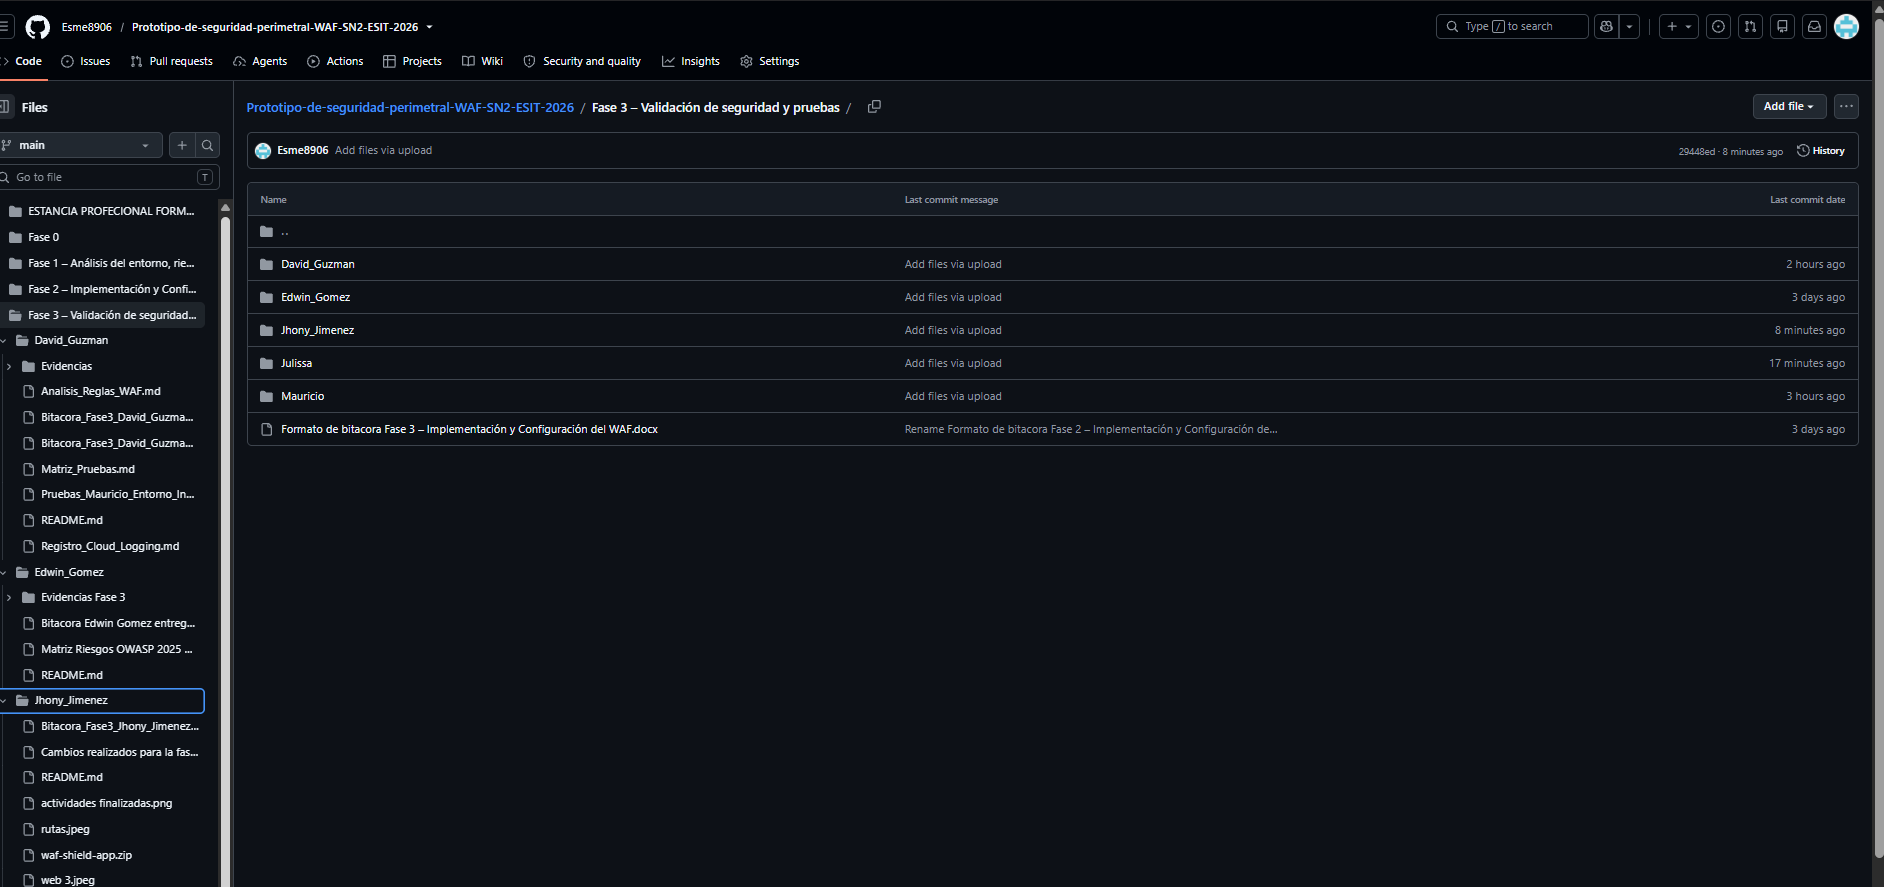 Esme8906 / Prototipo-de-seguridad-perimetral-WAF-SN2-ESIT-2026
Type / to search
Code
Issues
Pull requests
Agents
Actions
Projects
Wiki
Security and quality
Insights
Settings
Files
main
Go to file
T
ESTANCIA PROFECIONAL FORM...
Fase 0
Fase 1 – Análisis del entorno, rie...
Fase 2 – Implementación y Confi...
Fase 3 – Validación de seguridad...
David_Guzman
Evidencias
Analisis_Reglas_WAF.md
Bitacora_Fase3_David_Guzma...
Bitacora_Fase3_David_Guzma...
Matriz_Pruebas.md
Pruebas_Mauricio_Entorno_In...
README.md
Registro_Cloud_Logging.md
Edwin_Gomez
Evidencias Fase 3
Bitacora Edwin Gomez entreg...
Matriz Riesgos OWASP 2025 ...
README.md
Jhony_Jimenez
Bitacora_Fase3_Jhony_Jimenez...
Cambios realizados para la fas...
README.md
actividades finalizadas.png
rutas.jpeg
waf-shield-app.zip
web 3.jpeg
Prototipo-de-seguridad-perimetral-WAF-SN2-ESIT-2026 / Fase 3 – Validación de seguridad y pruebas /
Add file
Esme8906 Add files via upload
29448ed · 8 minutes ago
History
Name Last commit message Last commit date
..
David_Guzman Add files via upload 2 hours ago
Edwin_Gomez Add files via upload 3 days ago
Jhony_Jimenez Add files via upload 8 minutes ago
Julissa Add files via upload 17 minutes ago
Mauricio Add files via upload 3 hours ago
Formato de bitacora Fase 3 – Implementación y Configuración del WAF.docx Rename Formato de bitacora Fase 2 – Implementación y Configuración de... 3 days ago